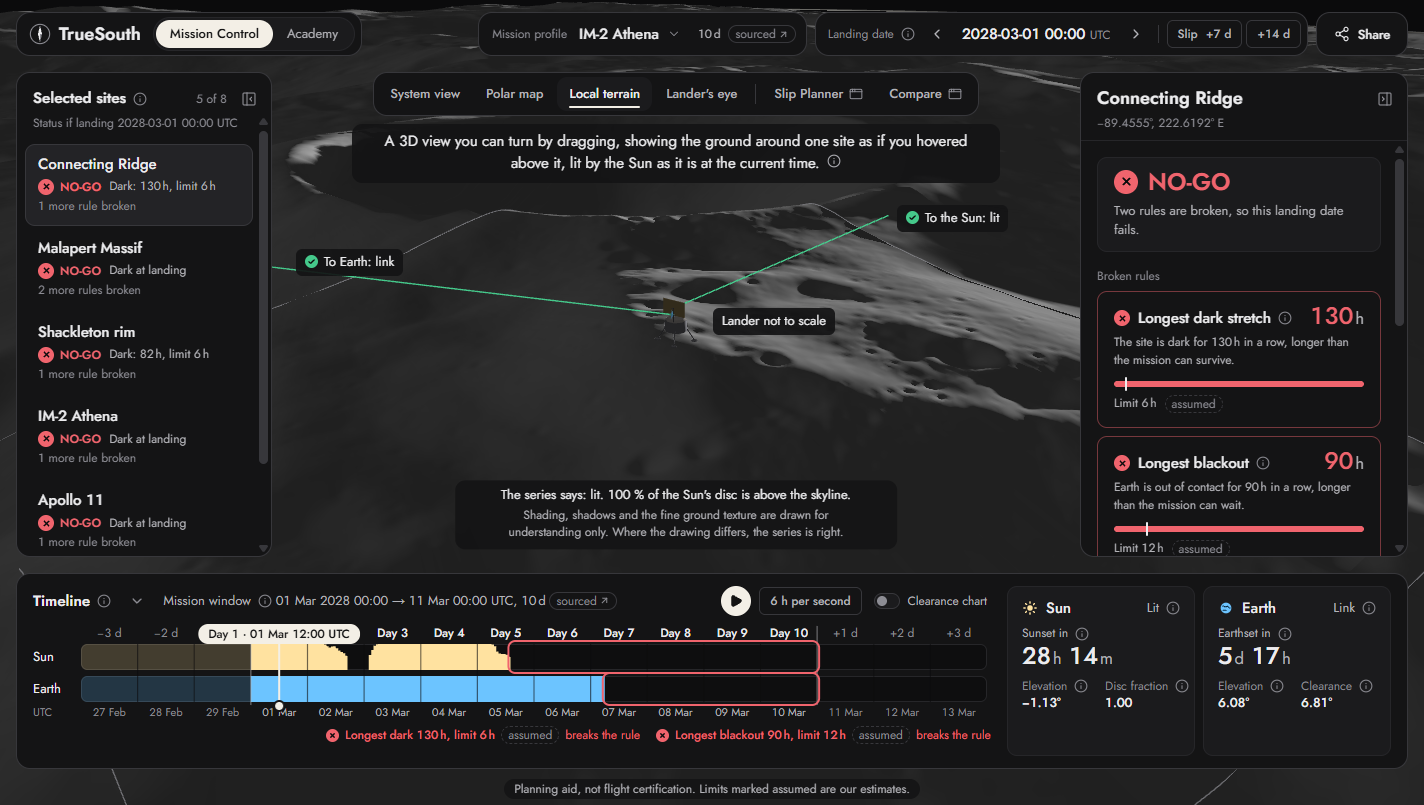 TrueSouth
Mission Control
Academy
Mission profile
IM-2 Athena
10 d
sourced ↗
Landing date
2028-03-01 00:00 UTC
Slip +7 d
+14 d
Share
Selected sites
5 of 8
Status if landing 2028-03-01 00:00 UTC
Connecting Ridge
NO-GO Dark: 130 h, limit 6 h
1 more rule broken
Malapert Massif
NO-GO Dark at landing
2 more rules broken
Shackleton rim
NO-GO Dark: 82 h, limit 6 h
1 more rule broken
IM-2 Athena
NO-GO Dark at landing
1 more rule broken
Apollo 11
NO-GO Dark at landing
1 more rule broken
System view
Polar map
Local terrain
Lander's eye
Slip Planner
Compare
A 3D view you can turn by dragging, showing the ground around one site as if you hovered
above it, lit by the Sun as it is at the current time.
To the Sun: lit
To Earth: link
Lander not to scale
The series says: lit. 100 % of the Sun's disc is above the skyline.
Shading, shadows and the fine ground texture are drawn for
understanding only. Where the drawing differs, the series is right.
Connecting Ridge
−89.4555°, 222.6192° E
NO-GO
Two rules are broken, so this landing date
fails.
Broken rules
Longest dark stretch 130 h
The site is dark for 130 h in a row, longer than
the mission can survive.
Limit 6 h assumed
Longest blackout 90 h
Earth is out of contact for 90 h in a row, longer
than the mission can wait.
Limit 12 h assumed
Timeline
Mission window 01 Mar 2028 00:00 → 11 Mar 00:00 UTC, 10 d sourced ↗
6 h per second
Clearance chart
−3 d −2 d Day 1 · 01 Mar 12:00 UTC Day 3 Day 4 Day 5 Day 6 Day 7 Day 8 Day 9 Day 10 +1 d +2 d +3 d
Sun
Earth
UTC 27 Feb 28 Feb 29 Feb 01 Mar 02 Mar 03 Mar 04 Mar 05 Mar 06 Mar 07 Mar 08 Mar 09 Mar 10 Mar 11 Mar 12 Mar 13 Mar
Longest dark 130 h, limit 6 h assumed breaks the rule
Longest blackout 90 h, limit 12 h assumed breaks the rule
Sun
Lit
Sunset in
28 h 14 m
Elevation
Disc fraction
−1.13°
1.00
Earth
Link
Earthset in
5 d 17 h
Elevation
Clearance
6.08°
6.81°
Planning aid, not flight certification. Limits marked assumed are our estimates.